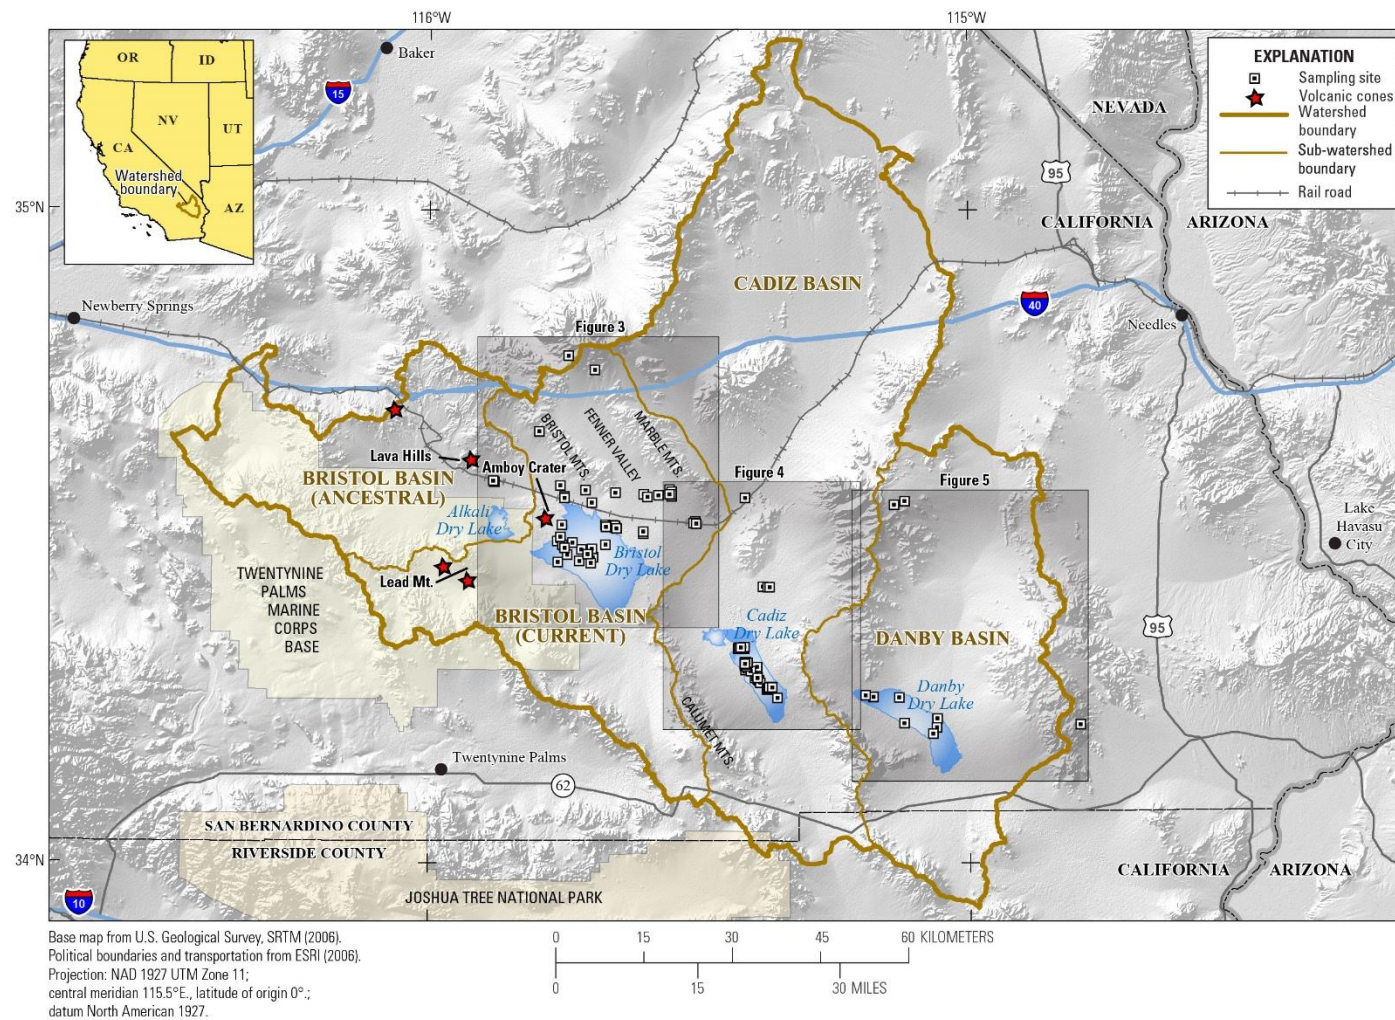 116°W
115°W
OR
ID
NV
UT
CA
Watershed
boundary
AZ
Baker
15
EXPLANATION
Sampling site
Volcanic cones
Watershed
boundary
Sub-watershed
boundary
Rail road
NEVADA
95
35°N
CALIFORNIA
ARIZONA
CADIZ BASIN
Newberry Springs
40
Needles
Figure 3
BRISTOL MTS.
FENNER VALLEY
MARBLE MTS.
Lava Hills
Amboy Crater
BRISTOL BASIN
(ANCESTRAL)
Figure 4
Figure 5
Alkali
Dry Lake
Bristol
Dry Lake
Lake
Havasu
City
Lead Mt.
TWENTYNINE
PALMS
MARINE
CORPS
BASE
BRISTOL BASIN
(CURRENT)
Cadiz
Dry Lake
DANBY BASIN
95
Danby
Dry Lake
CALUMET MTS.
Twentynine Palms
62
SAN BERNARDINO COUNTY
RIVERSIDE COUNTY
34°N
CALIFORNIA
ARIZONA
10
JOSHUA TREE NATIONAL PARK
Base map from U.S. Geological Survey, SRTM (2006).
Political boundaries and transportation from ESRI (2006).
Projection: NAD 1927 UTM Zone 11;
central meridian 115.5°E., latitude of origin 0°.;
datum North American 1927.
0 15 30 45 60 KILOMETERS
0 15 30 MILES